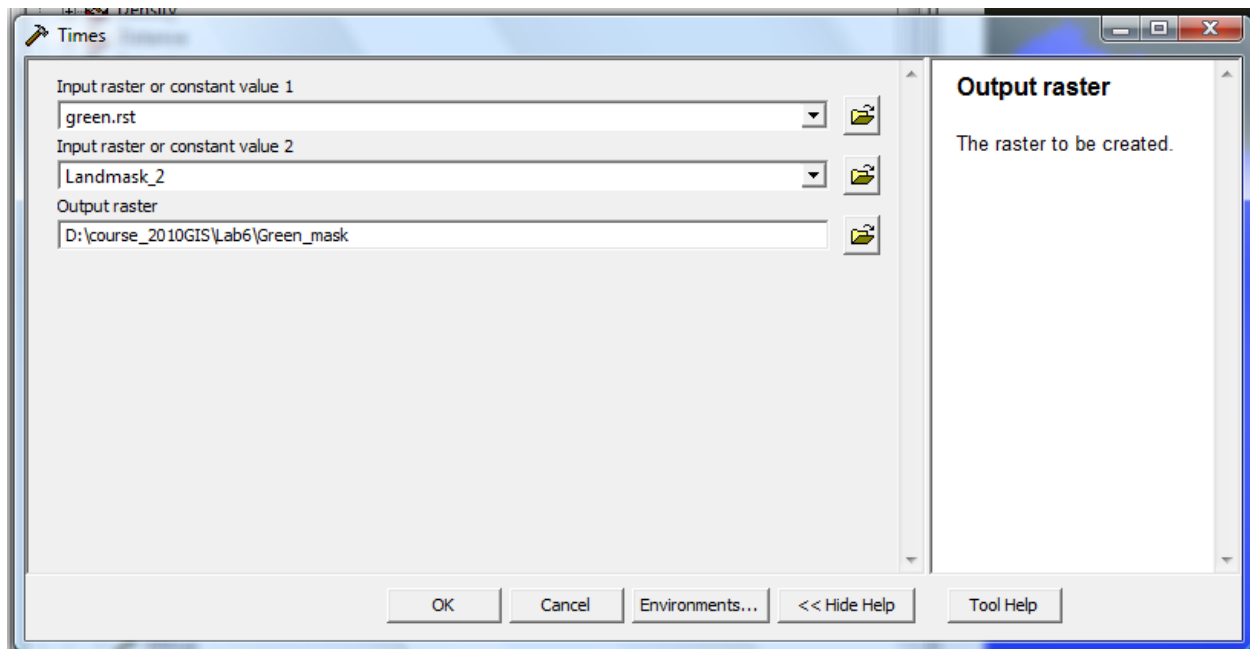 Density
Times
Input raster or constant value 1
green.rst
Input raster or constant value 2
Landmask_2
Output raster
D:\course_2010GIS\Lab6\Green_mask
Output raster
The raster to be created.
OK
Cancel
Environments...
<< Hide Help
Tool Help